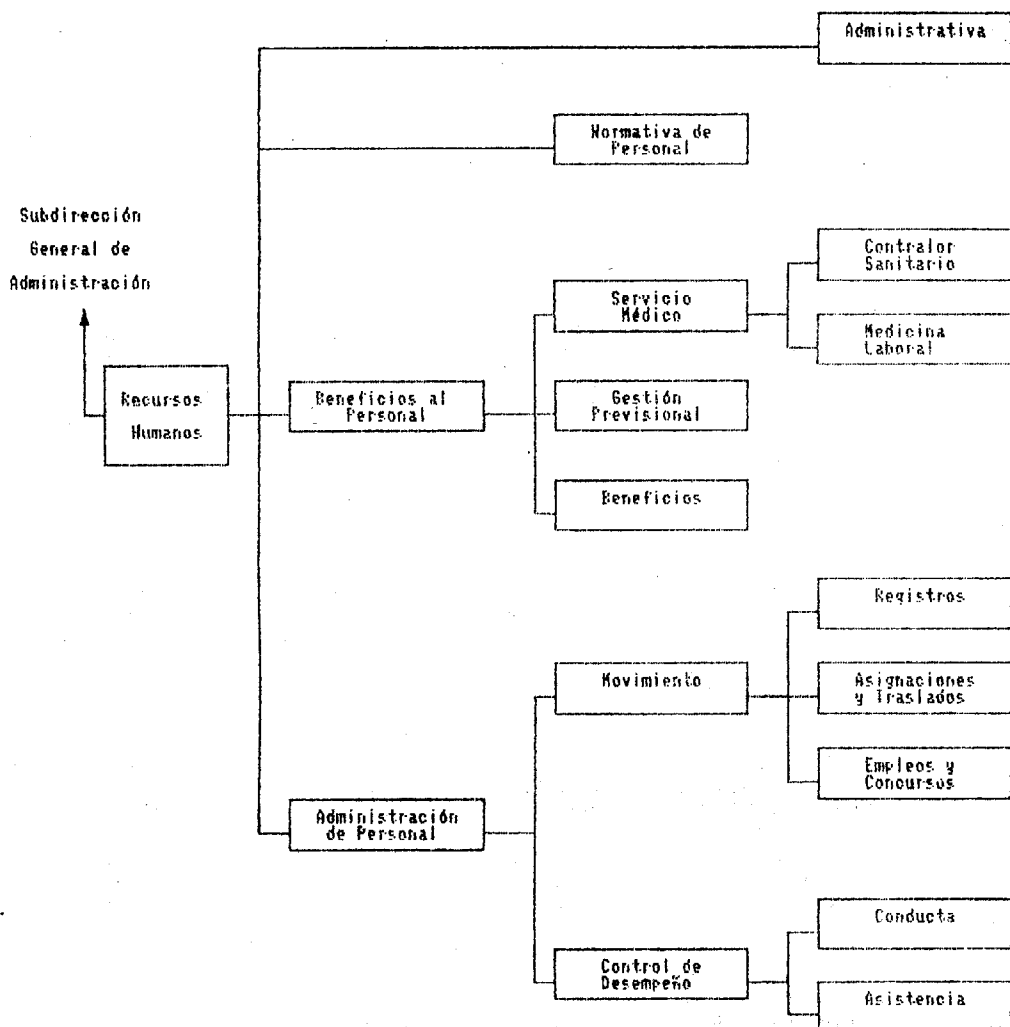 Administrativa
Normativa de
Personal
Subdirección
General de
Administración
Contralor
Sanitario
Servicio
Médico
Medicina
Laboral
Recursos
Humanos
Beneficios al
Personal
Gestión
Previsional
Beneficios
Registros
Movimiento
Asignaciones
y Traslados
Empleos y
Concursos
Administración
de Personal
Conducta
Control de
Desempeño
Asistencia